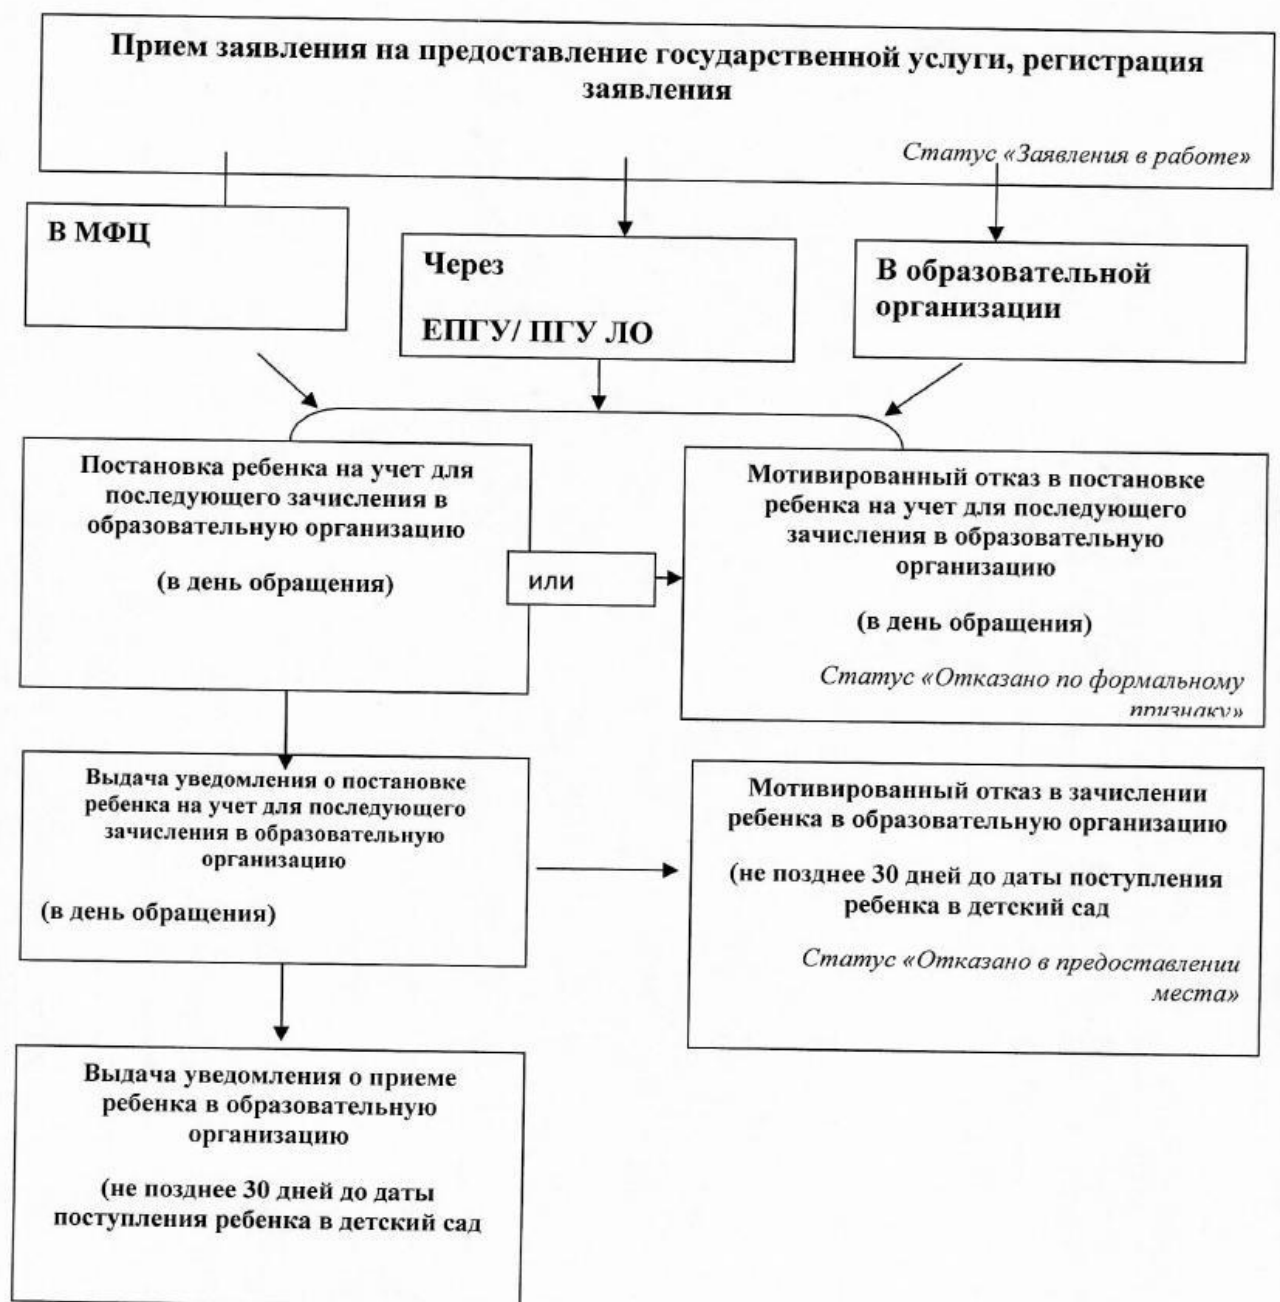 Прием заявления на предоставление государственной услуги, регистрация
заявления
Статус «Заявления в работе»
В МФЦ
Через
ЕПГУ/ ПГУ ЛО
В образовательной
организации
Постановка ребенка на учет для
последующего зачисления в
образовательную организацию
(в день обращения)
или
Мотивированный отказ в постановке
ребенка на учет для последующего
зачисления в образовательную
организацию
(в день обращения)
Статус «Отказано по формальному
признаку»
Выдача уведомления о постановке
ребенка на учет для последующего
зачисления в образовательную
организацию
(в день обращения)
Мотивированный отказ в зачислении
ребенка в образовательную организацию
(не позднее 30 дней до даты поступления
ребенка в детский сад
Статус «Отказано в предоставлении
места»
Выдача уведомления о приеме
ребенка в образовательную
организацию
(не позднее 30 дней до даты
поступления ребенка в детский сад